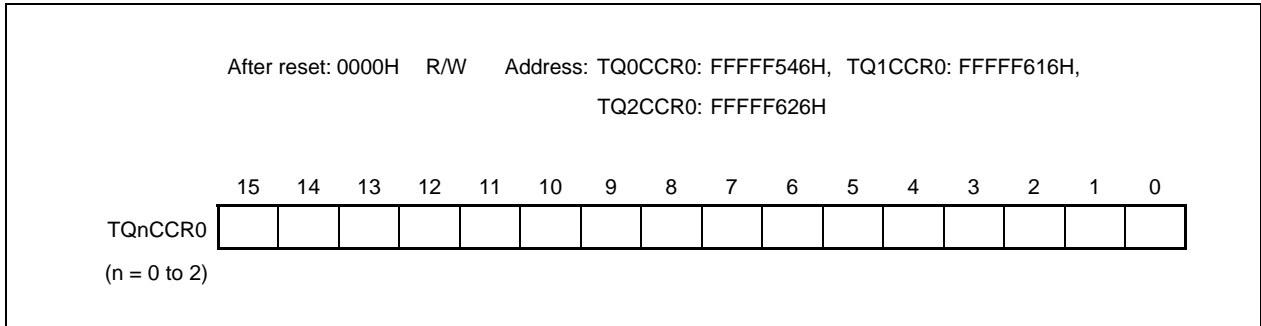 After reset: 0000H R/W Address: TQ0CCR0: FFFFF546H, TQ1CCR0: FFFFF616H,
TQ2CCR0: FFFFF626H
15 14 13 12 11 10 9 8 7 6 5 4 3 2 1 0
TQnCCR0
(n = 0 to 2)